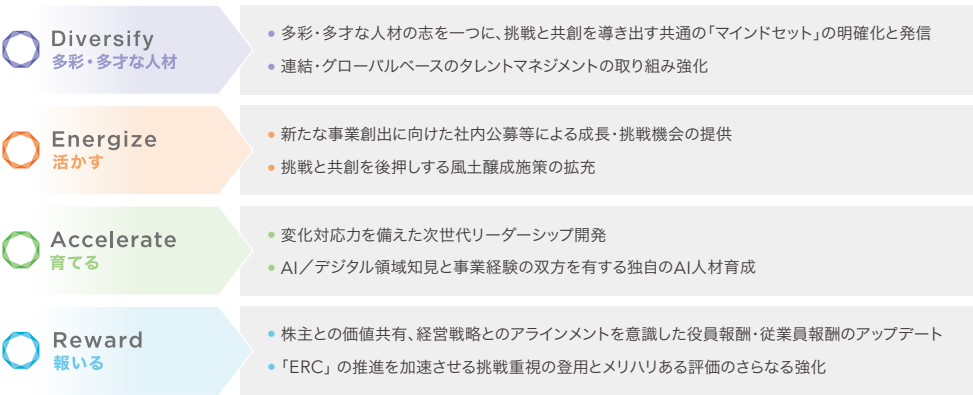 Diversify
多彩・多才な人材
• 多彩・多才な人材の志を一つに、挑戦と共創を導き出す共通の「マインドセット」の明確化と発信
• 連結・グローバルベースのタレントマネジメントの取り組み強化
Energize
活かす
• 新たな事業創出に向けた社内公募等による成長・挑戦機会の提供
• 挑戦と共創を後押しする風土醸成施策の拡充
Accelerate
育てる
• 変化対応力を備えた次世代リーダーシップ開発
• AI／デジタル領域知見と事業経験の双方を有する独自のAI人材育成
Reward
報いる
• 株主との価値共有、経営戦略とのアラインメントを意識した役員報酬・従業員報酬のアップデート
• 「ERC」の推進を加速させる挑戦重視の登用とメリハリある評価のさらなる強化